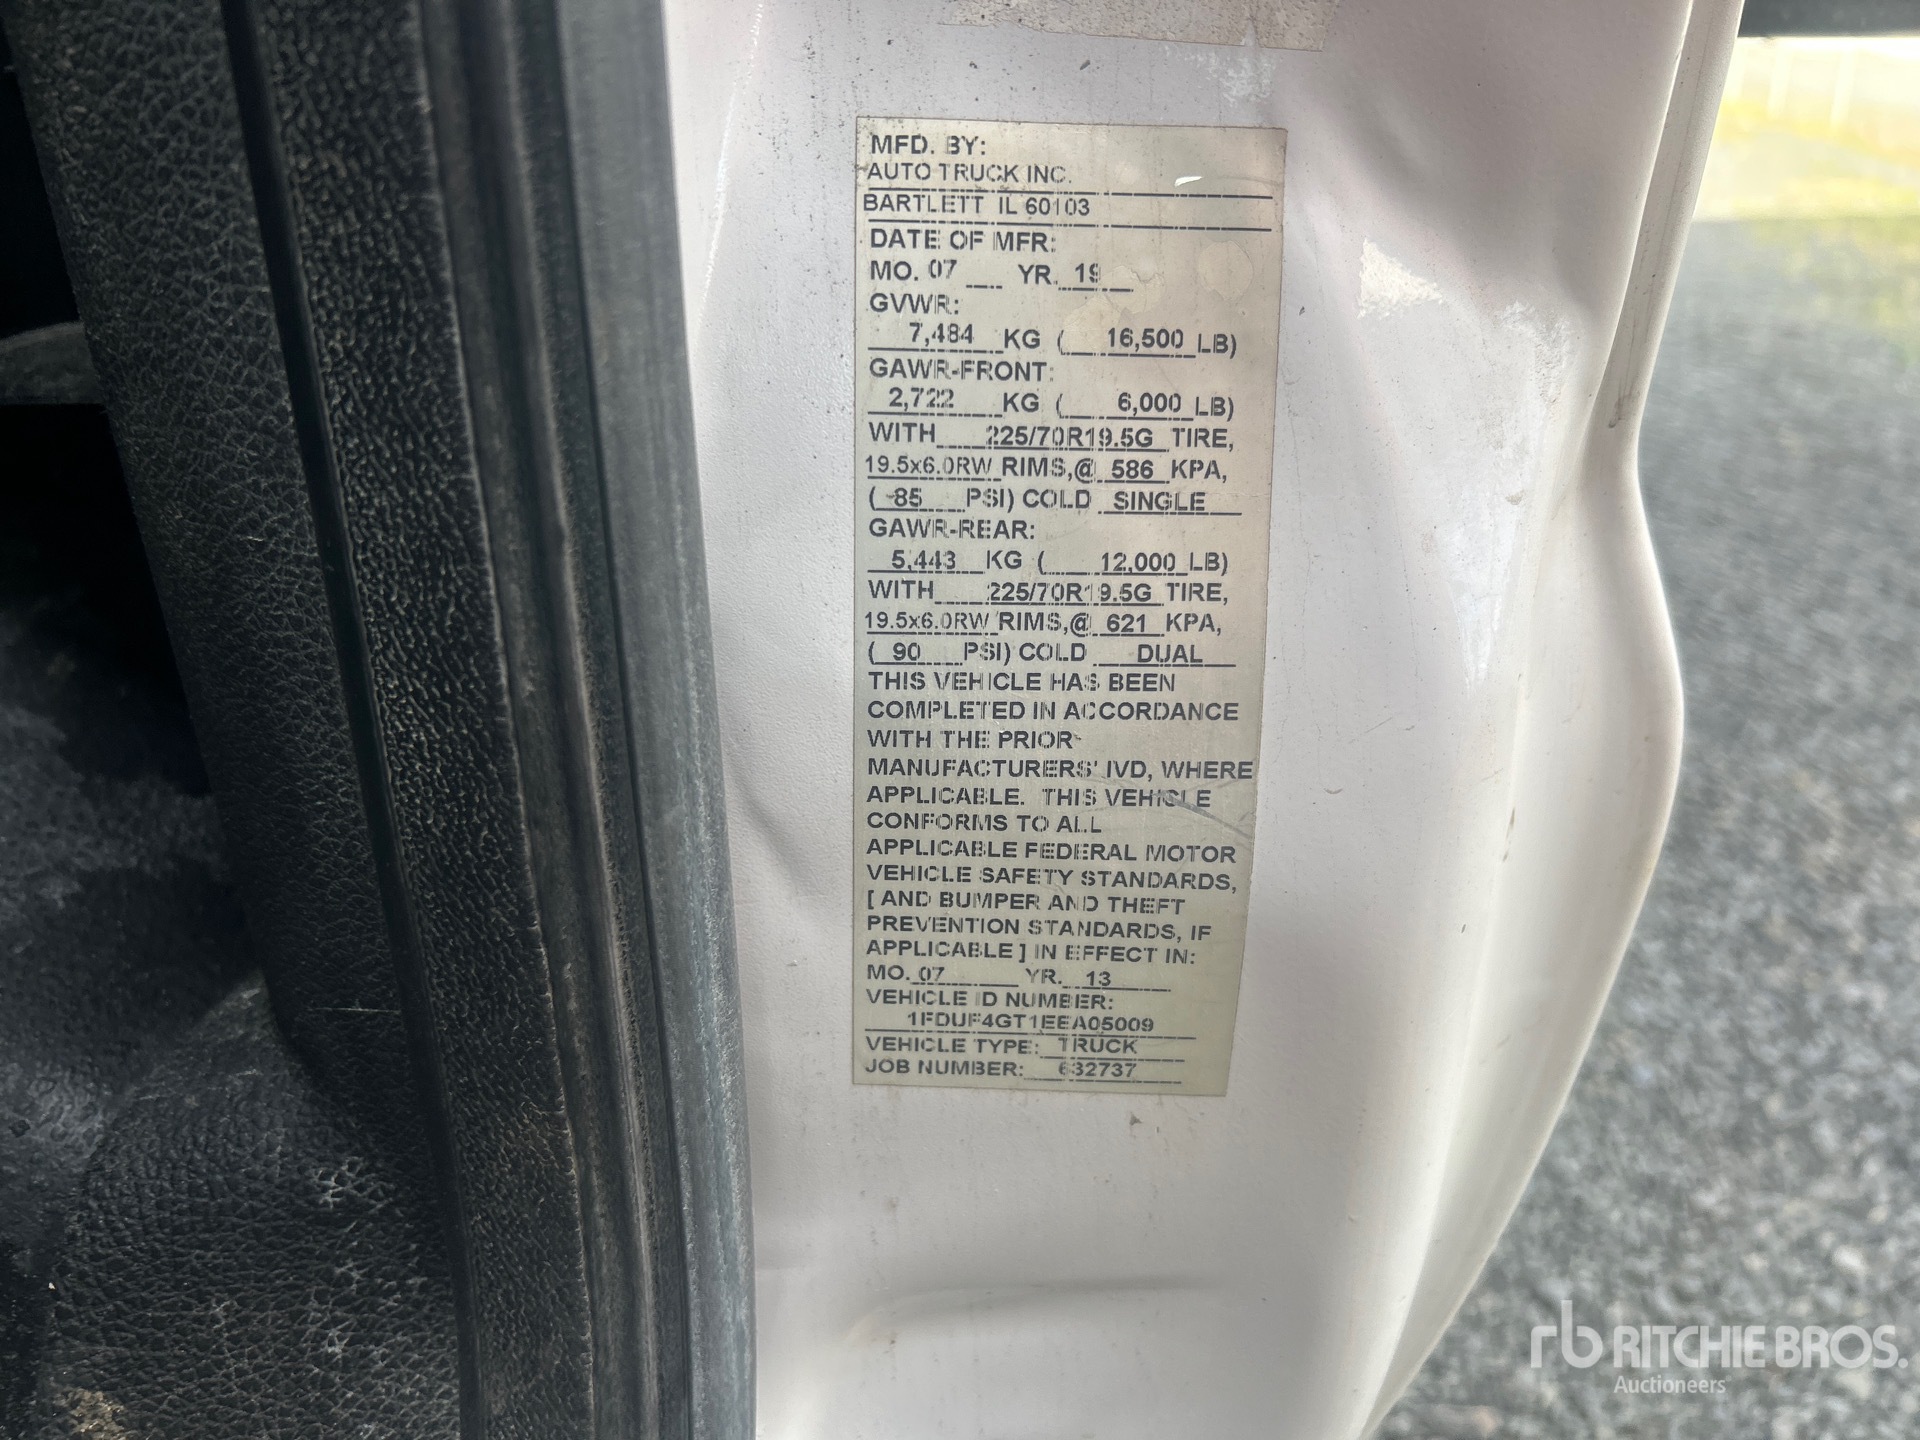 MFD. BY:
AUTO TRUCK INC.
BARTLETT IL 60103
DATE OF MFR:
MO. 07 YR. 19
GVWR:
7,484 KG ( 16,500 LB)
GAWR-FRONT:
2,722 KG ( 6,000 LB)
WITH 225/70R19.5G TIRE,
19.5x6.0RW RIMS,@ 586 KPA,
( 85 PSI) COLD SINGLE
GAWR-REAR:
5,443 KG ( 12,000 LB)
WITH 225/70R19.5G TIRE,
19.5x6.0RW RIMS,@ 621 KPA,
( 90 PSI) COLD DUAL
THIS VEHICLE HAS BEEN
COMPLETED IN ACCORDANCE
WITH THE PRIOR
MANUFACTURERS' IVD, WHERE
APPLICABLE. THIS VEHICLE
CONFORMS TO ALL
APPLICABLE FEDERAL MOTOR
VEHICLE SAFETY STANDARDS,
[ AND BUMPER AND THEFT
PREVENTION STANDARDS, IF
APPLICABLE ] IN EFFECT IN:
MO. 07 YR. 13
VEHICLE ID NUMBER:
1FDUF4GT1EEA05009
VEHICLE TYPE: TRUCK
JOB NUMBER: 632737
rb RITCHIE BROS.
Auctioneers